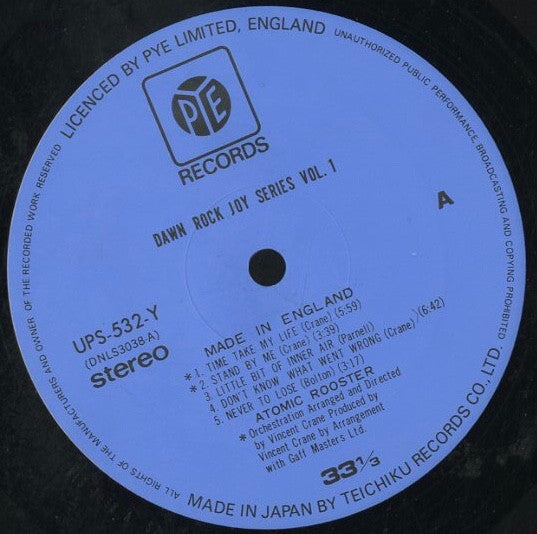 LICENCED BY PYE LIMITED, ENGLAND
UNAUTHORIZED PUBLIC PERFORMANCE, BROADCASTING AND COPYING PROHIBITED
PYE
RECORDS
DAWN ROCK JOY SERIES VOL. 1
A
UPS-532-Y
(DNLS3038-A)
stereo
MADE IN ENGLAND
* 1. TIME TAKE MY LIFE (Crane) (5:59)
* 2. STAND BY ME (Crane) (3:39)
3. LITTLE BIT OF INNER AIR (Parnell)
4. DON'T KNOW WHAT WENT WRONG (Crane) (6:42)
5. NEVER TO LOSE (Bolton) (3:17)
ATOMIC ROOSTER
* Orchestration Arranged and Directed
by Vincent Crane Produced by
Vincent Crane by Arrangement
with Gaff Masters Ltd.
33 1/3
ALL RIGHTS OF THE MANUFACTURERS AND OWNER OF THE RECORDED WORK RESERVED
MADE IN JAPAN BY TEICHIKU RECORDS CO., LTD.